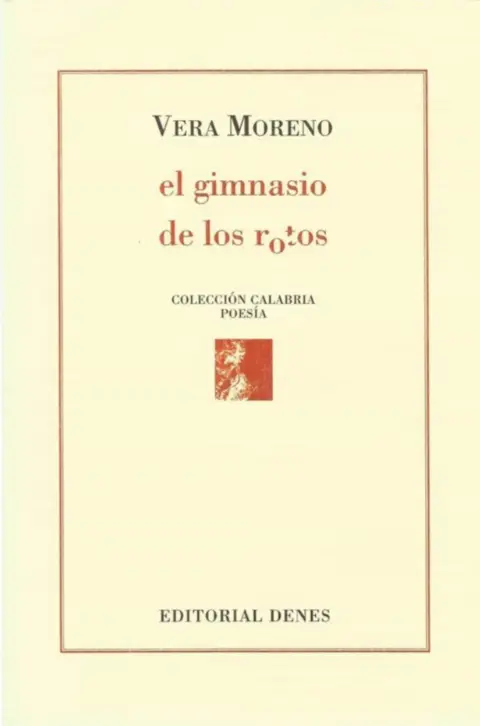 VERA MORENO
el gimnasio
de los rotos
COLECCIÓN CALABRIA
POESÍA
EDITORIAL DENES